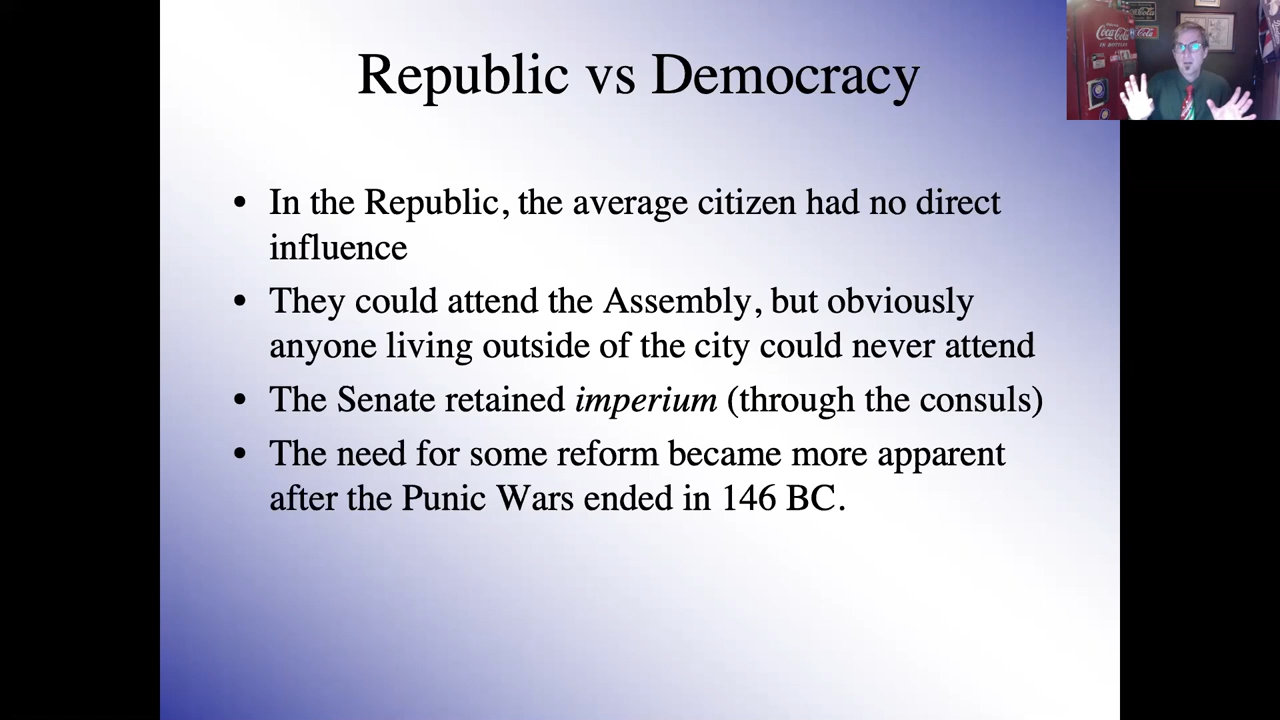 Republic vs Democracy
• In the Republic, the average citizen had no direct
influence
• They could attend the Assembly, but obviously
anyone living outside of the city could never attend
• The Senate retained imperium (through the consuls)
• The need for some reform became more apparent
after the Punic Wars ended in 146 BC.
Coca-Cola